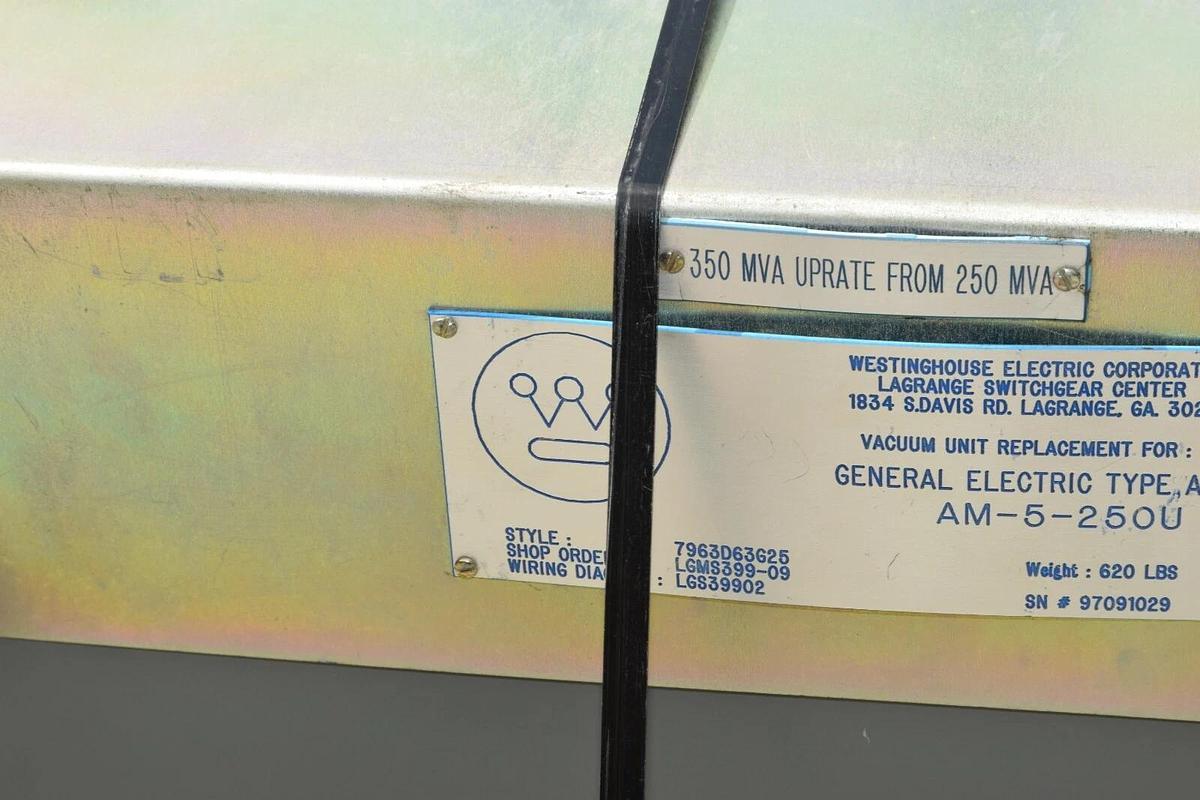 350 MVA UPRATE FROM 250 MVA
WESTINGHOUSE ELECTRIC CORPORAT
LAGRANGE SWITCHGEAR CENTER
1834 S.DAVIS RD. LAGRANGE, GA. 302
VACUUM UNIT REPLACEMENT FOR :
GENERAL ELECTRIC TYPE, A
AM-5-250U
STYLE : 7963D63G25
SHOP ORDE LGMS399-09
WIRING DIA : LGS39902
Weight : 620 LBS
SN # 97091029